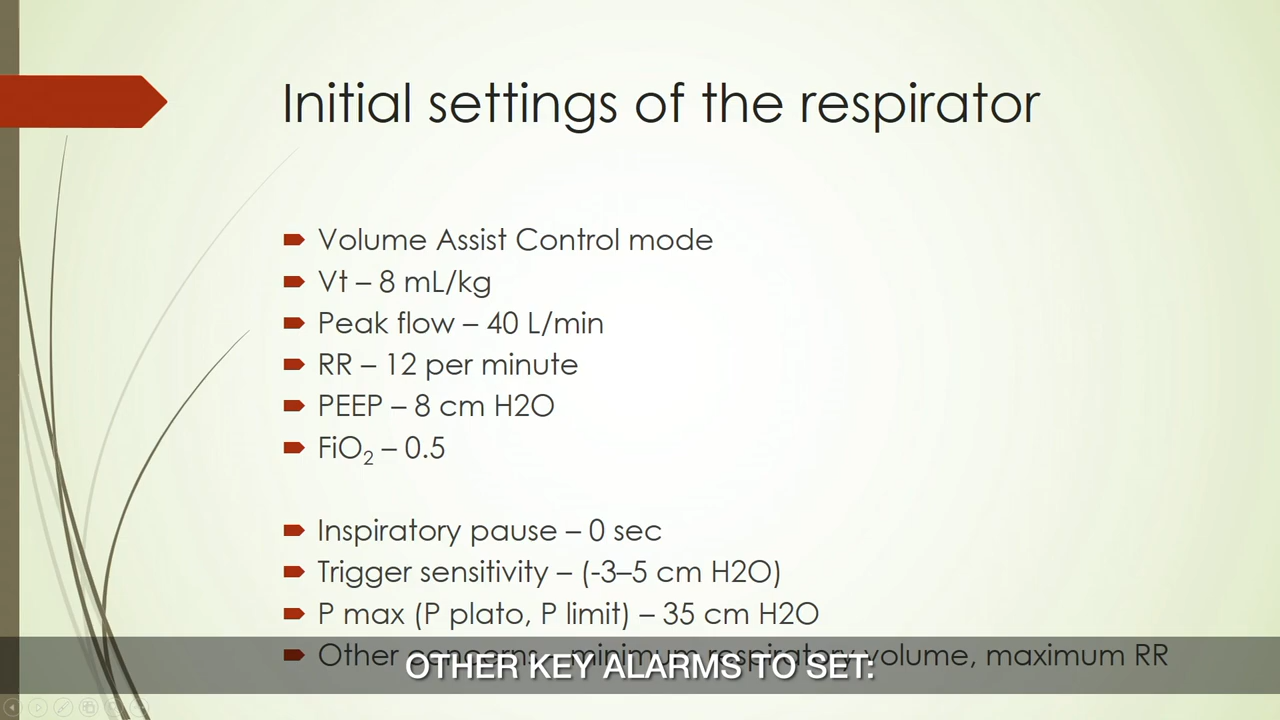 Initial settings of the respirator
Volume Assist Control mode
Vt – 8 mL/kg
Peak flow – 40 L/min
RR – 12 per minute
PEEP – 8 cm H2O
FiO₂ – 0.5
Inspiratory pause – 0 sec
Trigger sensitivity – (-3–5 cm H2O)
P max (P plato, P limit) – 35 cm H2O
Other concerns – minimum respiratory volume, maximum RR
OTHER KEY ALARMS TO SET: